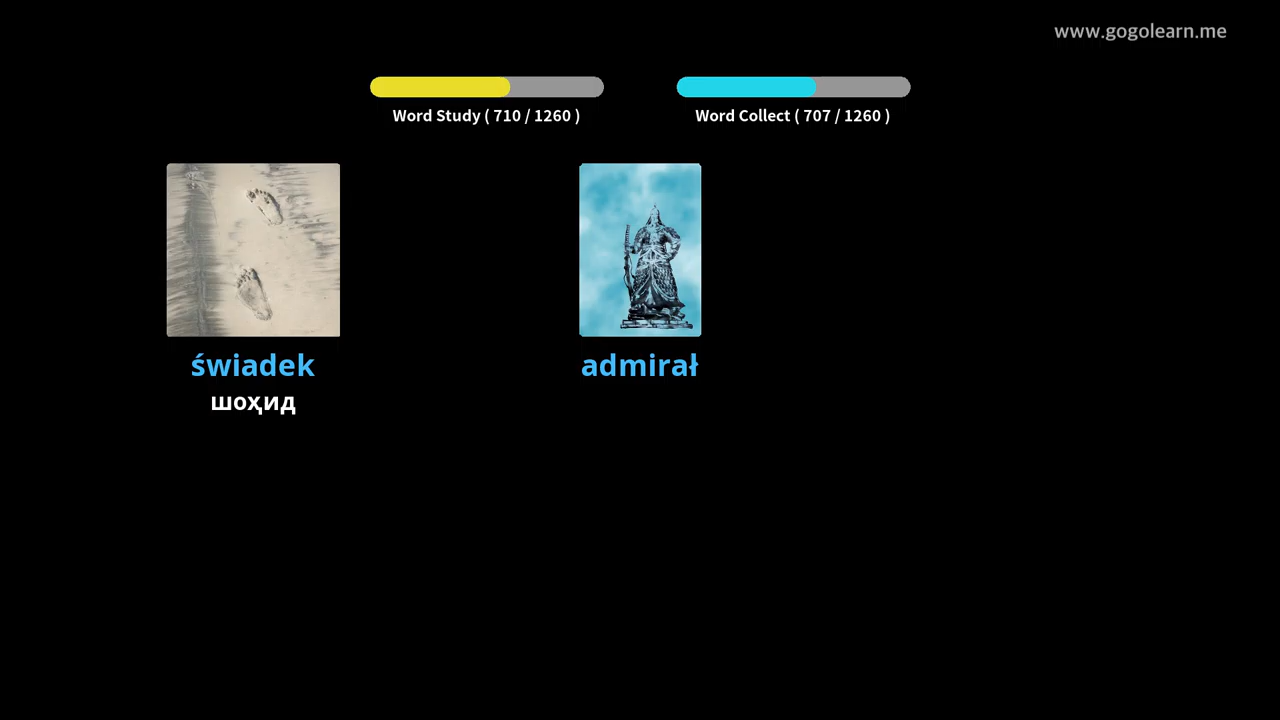 www.gogolearn.me
Word Study ( 710 / 1260 )
Word Collect ( 707 / 1260 )
świadek
шоҳид
admirał